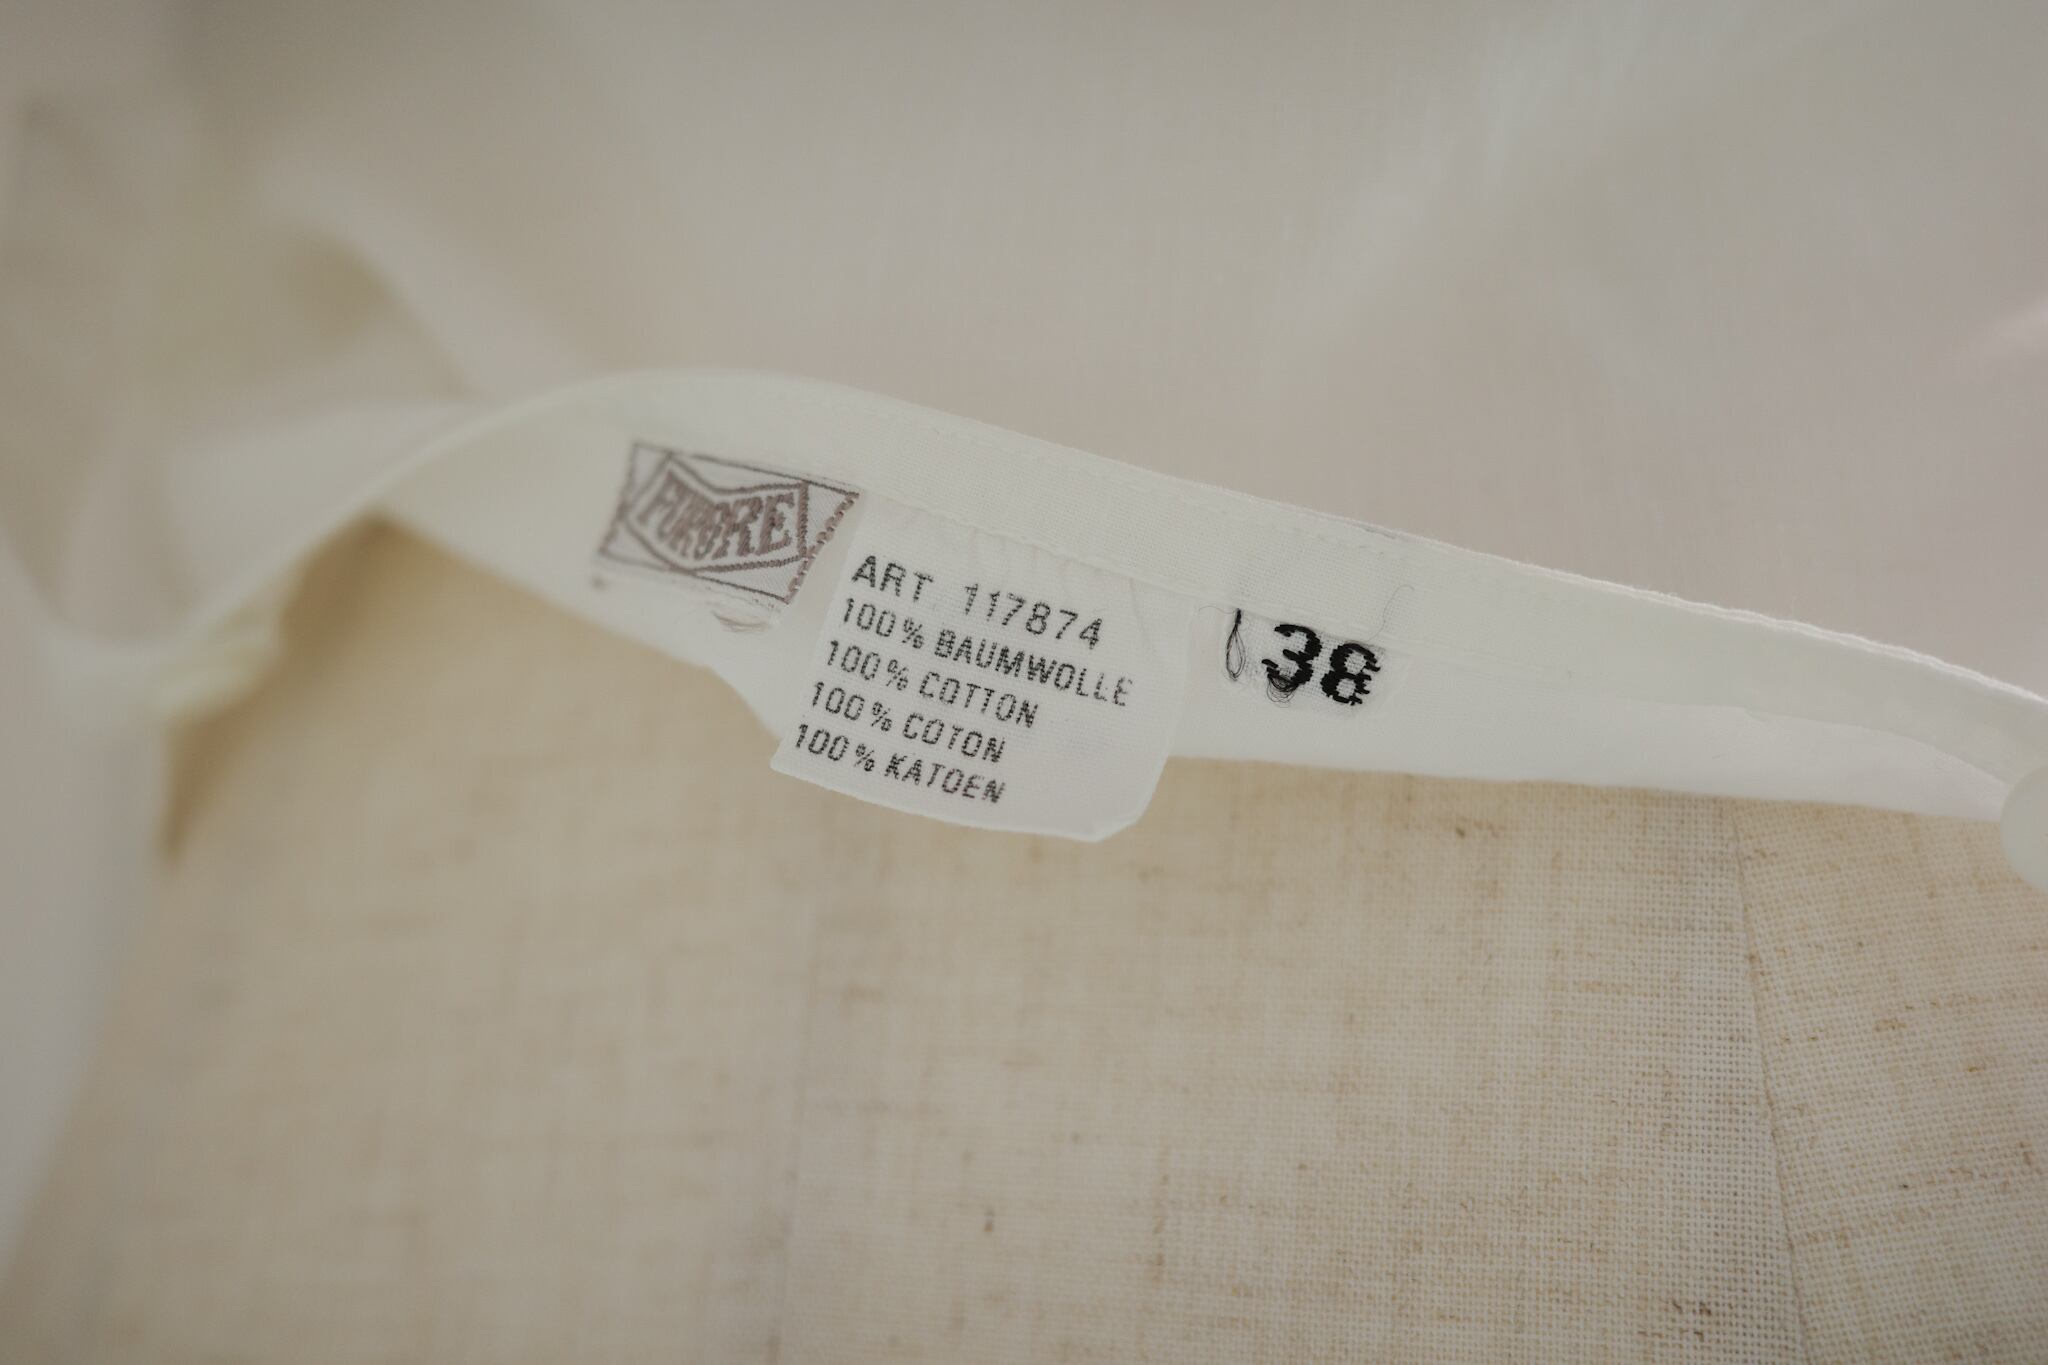 FURORE
ART 117874
100% BAUMWOLLE
100% COTTON
100% COTON
100% KATOEN
38